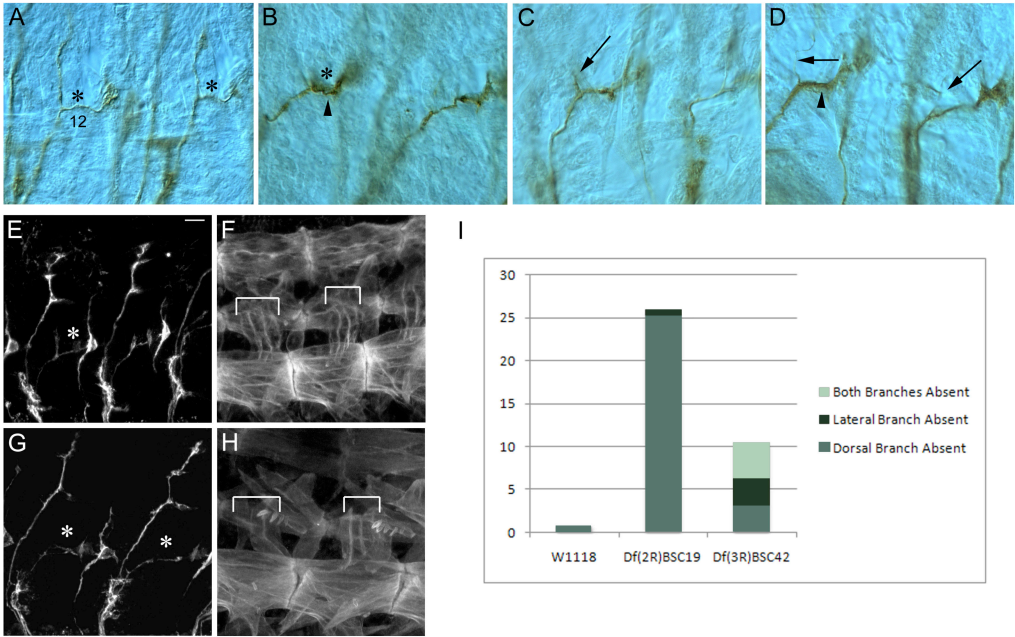 A
B
C
D
*
12
*
*
E
F
I
*
G
H
*
*
30
25
20
15
10
5
0
W1118
Df(2R)BSC19
Df(3R)BSC42
Both Branches Absent
Lateral Branch Absent
Dorsal Branch Absent